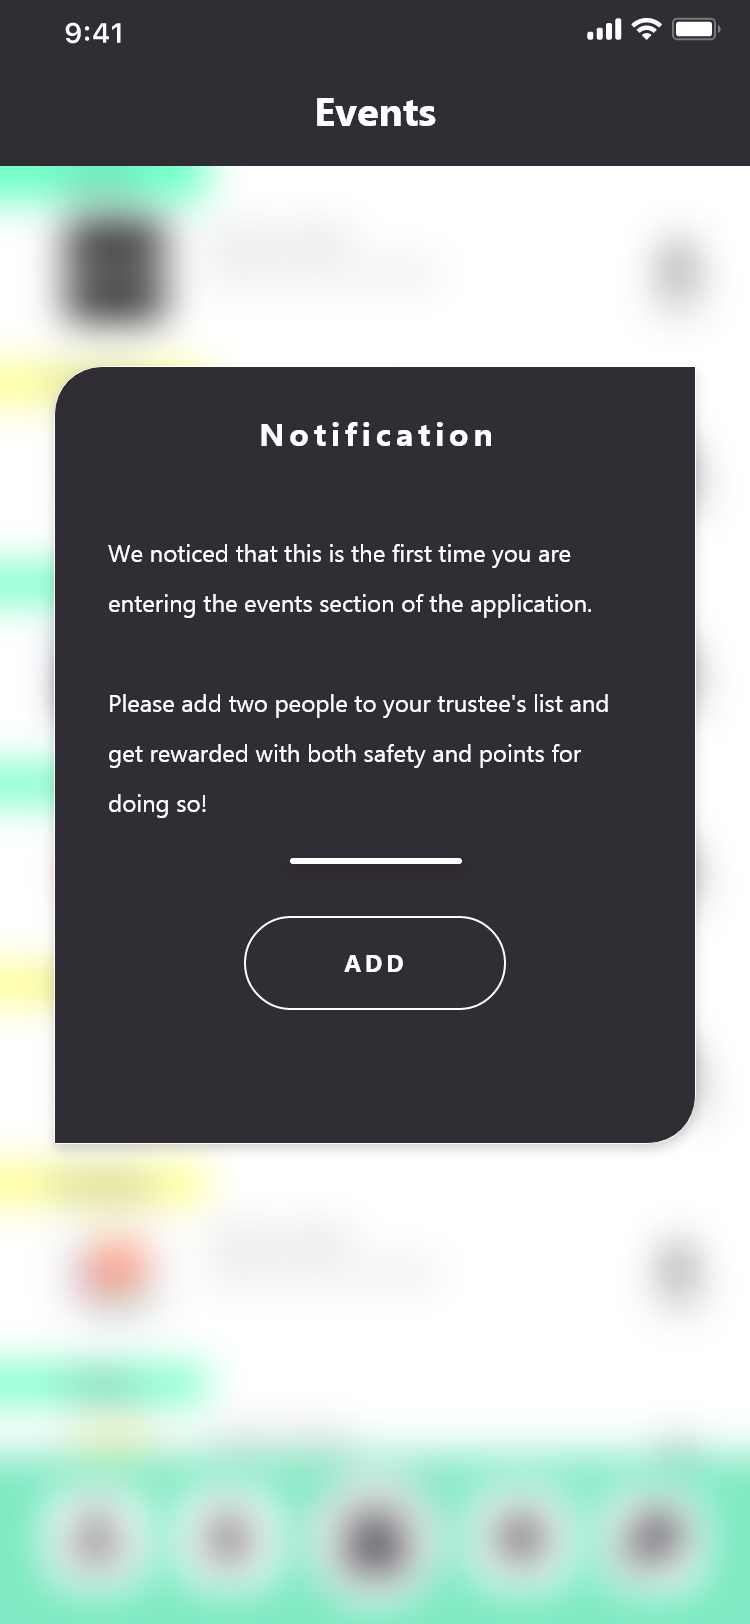 9:41
Events
Notification
We noticed that this is the first time you are
entering the events section of the application.
Please add two people to your trustee's list and
get rewarded with both safety and points for
doing so!
ADD